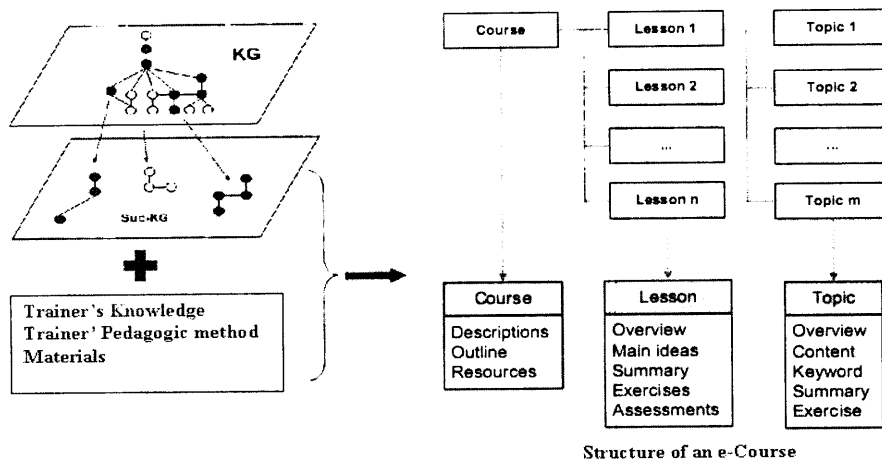 KG
Suc-KG
Trainer's Knowledge
Trainer' Pedagogic method
Materials
Course
Lesson 1
Topic 1
Lesson 2
Topic 2
...
...
Lesson n
Topic m
Course
Descriptions
Outline
Resources
Lesson
Overview
Main ideas
Summary
Exercises
Assessments
Topic
Overview
Content
Keyword
Summary
Exercise
Structure of an e-Course